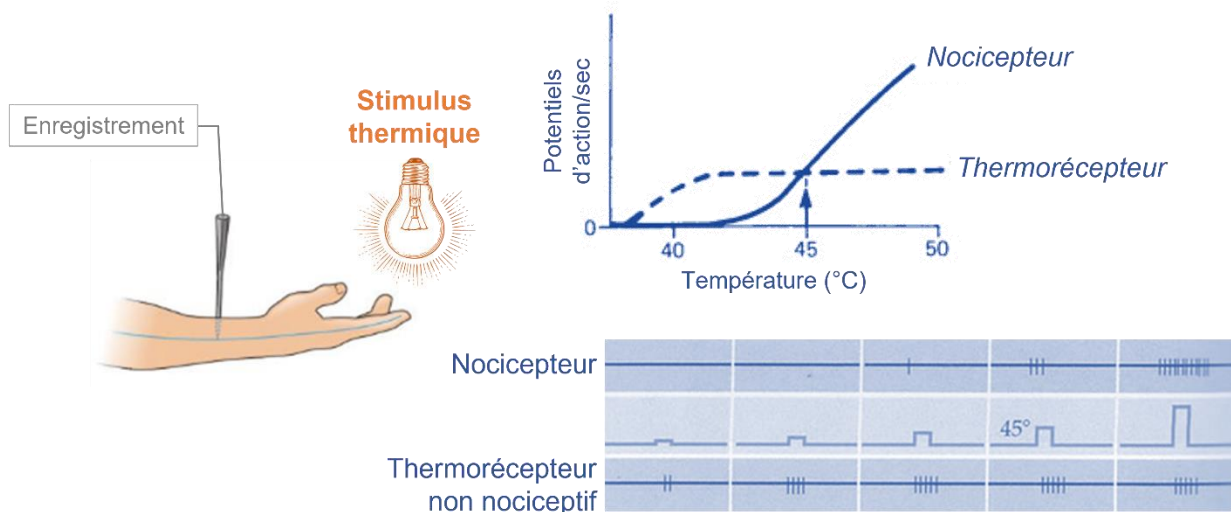 Enregistrement
Stimulus
thermique
Potentiels
d'action/sec
Nocicepteur
Thermorécepteur
0
40
45
50
Température (°C)
Nocicepteur
45°
Thermorécepteur
non nociceptif